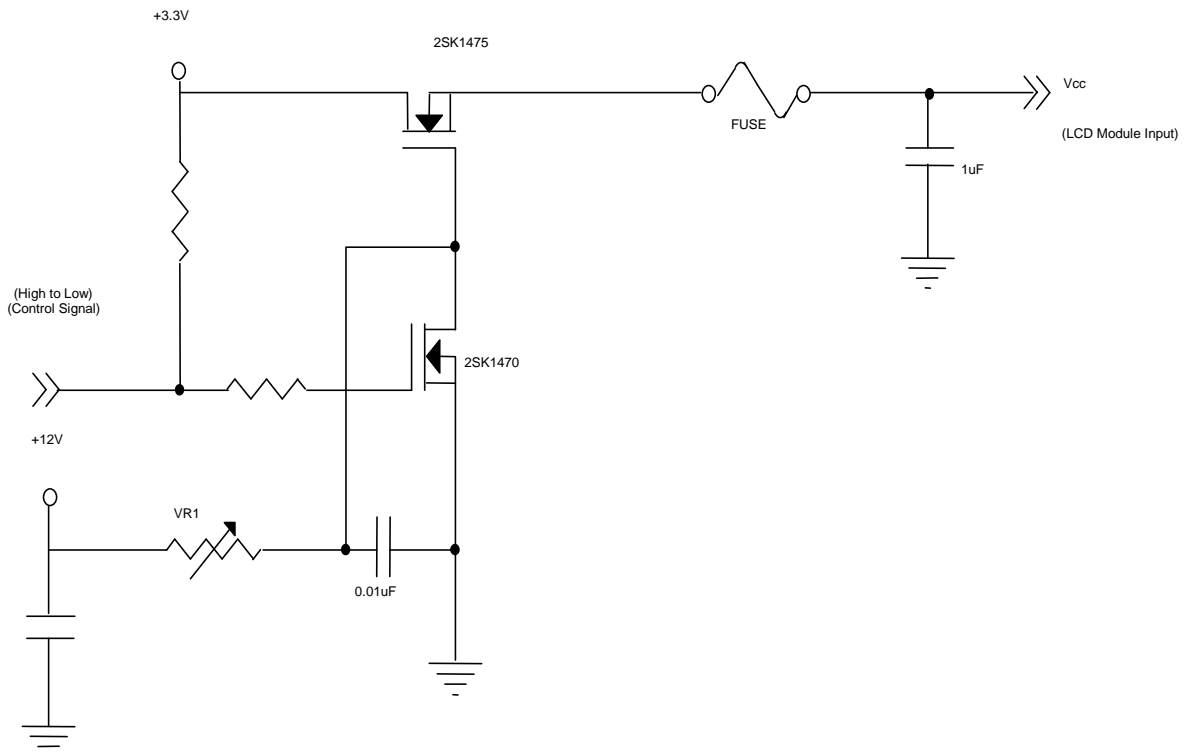 +3.3V
2SK1475
Vcc
FUSE
(LCD Module Input)
1uF
(High to Low)
(Control Signal)
2SK1470
+12V
VR1
0.01uF